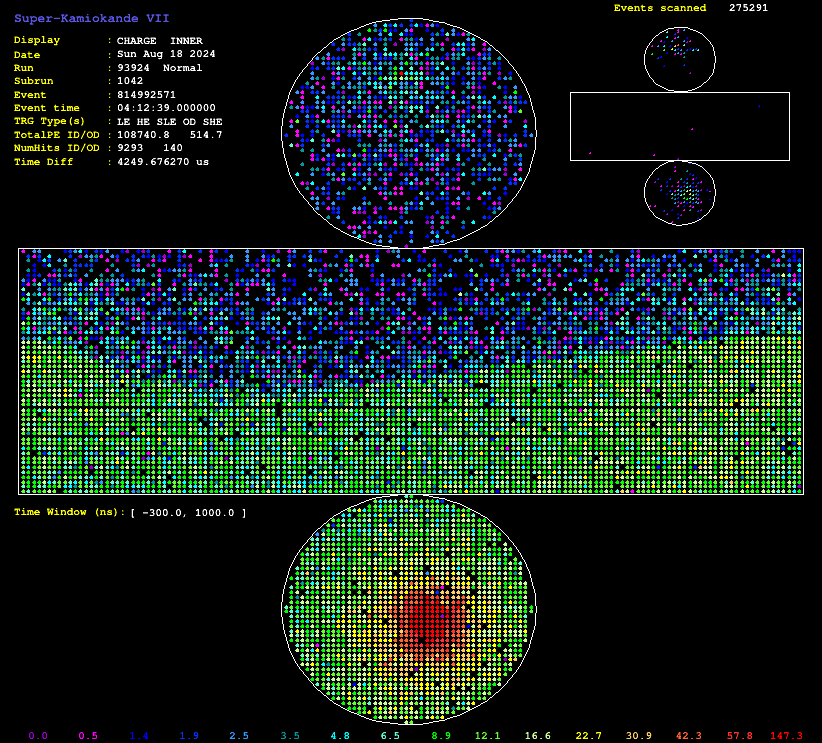 Super-Kamiokande VII
Events scanned 275291
Display : CHARGE INNER
Date : Sun Aug 18 2024
Run : 93924 Normal
Subrun : 1042
Event : 814992571
Event time : 04:12:39.000000
TRG Type(s) : LE HE SLE OD SHE
TotalPE ID/OD : 108740.8 514.7
NumHits ID/OD : 9293 140
Time Diff : 4249.676270 us
Time Window (ns): [ -300.0, 1000.0 ]
0.0 0.5 1.4 1.9 2.5 3.5 4.8 6.5 8.9 12.1 16.6 22.7 30.9 42.3 57.8 147.3